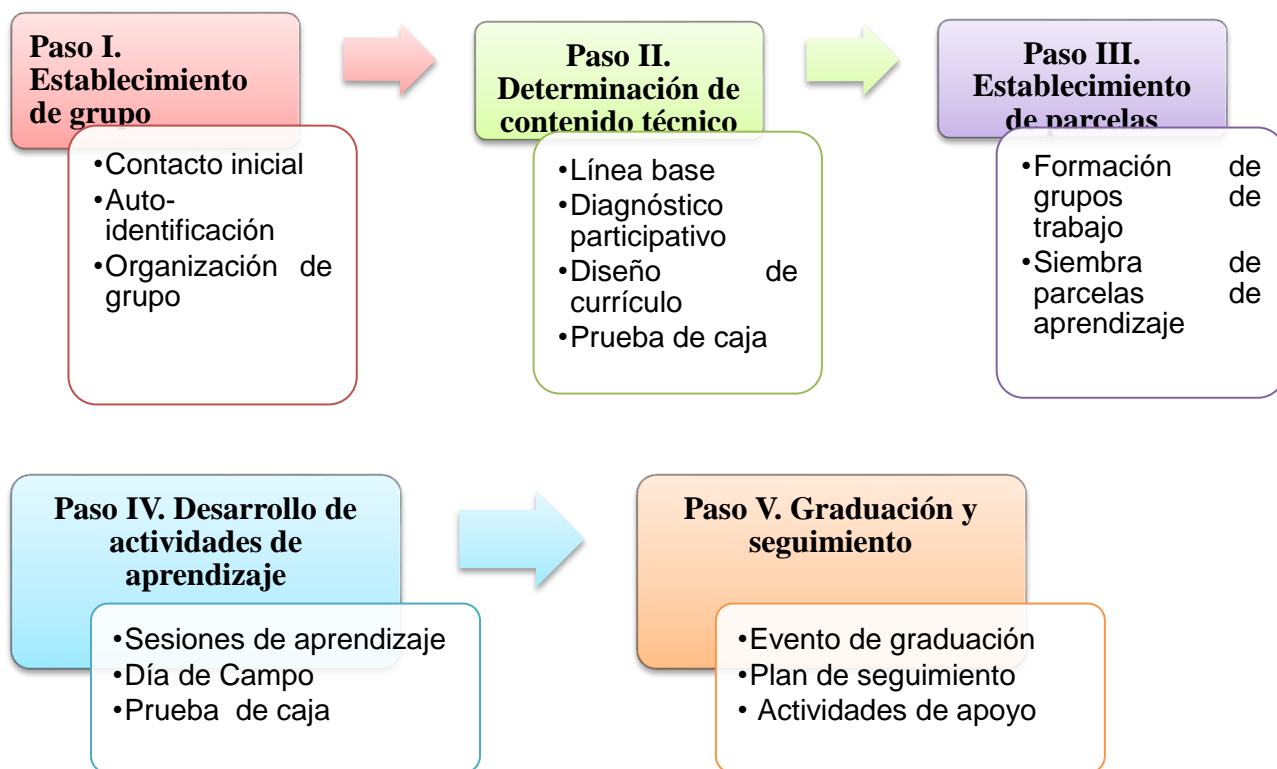 Paso I.
Establecimiento
de grupo
•Contacto inicial
•Auto-
identificación
•Organización de
grupo
Paso II.
Determinación de
contenido técnico
•Línea base
•Diagnóstico
participativo
•Diseño de
currículo
•Prueba de caja
Paso III.
Establecimiento
de parcelas
•Formación de
grupos de
trabajo
•Siembra de
parcelas de
aprendizaje
Paso IV. Desarrollo de
actividades de
aprendizaje
•Sesiones de aprendizaje
•Día de Campo
•Prueba de caja
Paso V. Graduación y
seguimiento
•Evento de graduación
•Plan de seguimiento
• Actividades de apoyo